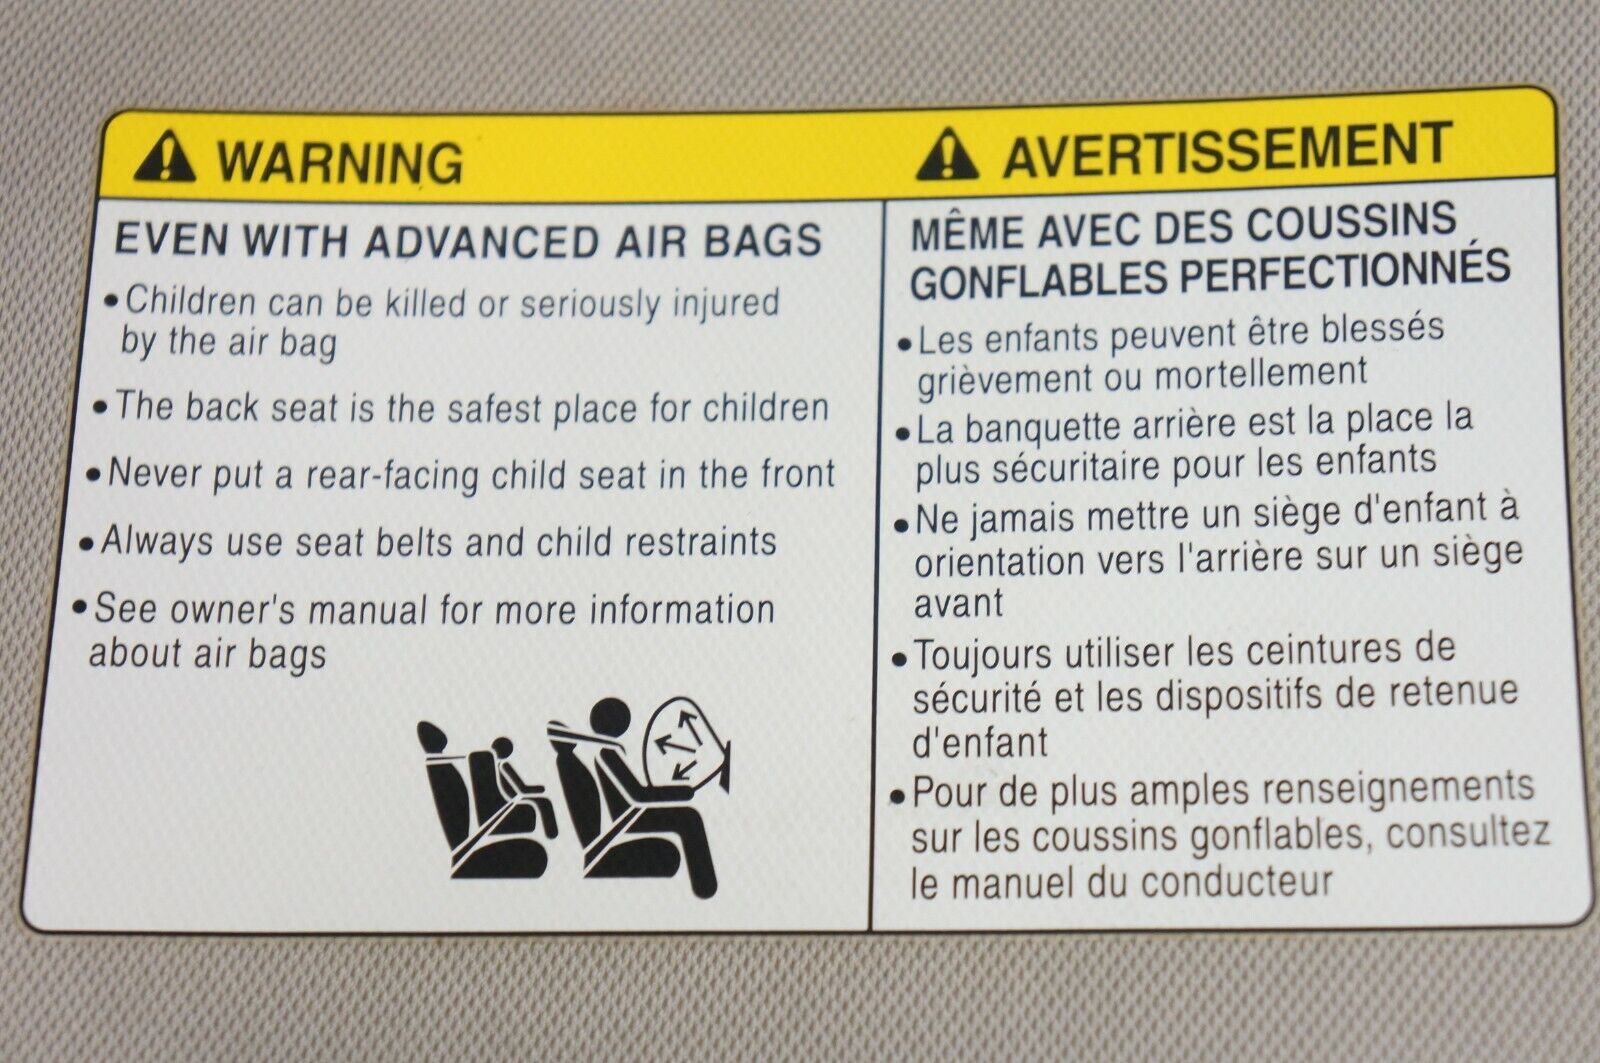 WARNING
EVEN WITH ADVANCED AIR BAGS
•Children can be killed or seriously injured
by the air bag
•The back seat is the safest place for children
•Never put a rear-facing child seat in the front
•Always use seat belts and child restraints
•See owner's manual for more information
about air bags
AVERTISSEMENT
MÊME AVEC DES COUSSINS
GONFLABLES PERFECTIONNÉS
•Les enfants peuvent être blessés
grièvement ou mortellement
•La banquette arrière est la place la
plus sécuritaire pour les enfants
•Ne jamais mettre un siège d'enfant à
orientation vers l'arrière sur un siège
avant
•Toujours utiliser les ceintures de
sécurité et les dispositifs de retenue
d'enfant
•Pour de plus amples renseignements
sur les coussins gonflables, consultez
le manuel du conducteur